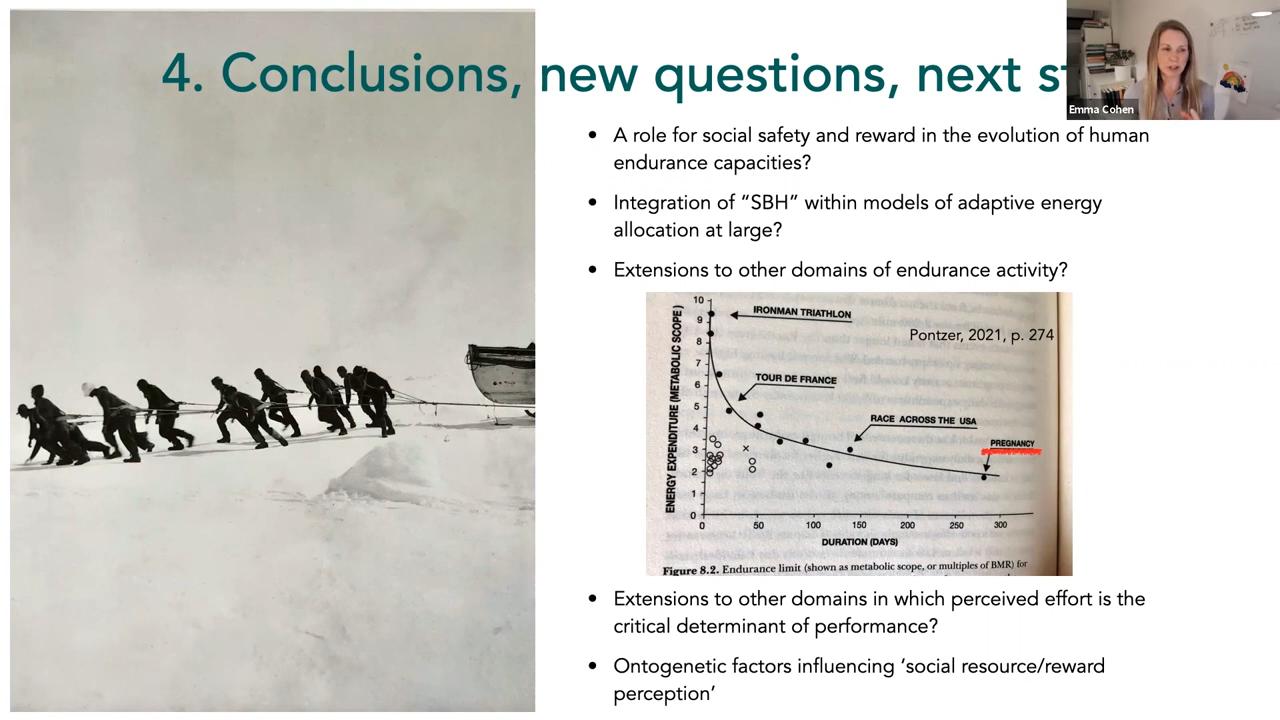 4. Conclusions, new questions, next st
Emma Cohen
• A role for social safety and reward in the evolution of human
endurance capacities?
• Integration of “SBH” within models of adaptive energy
allocation at large?
• Extensions to other domains of endurance activity?
ENERGY EXPENDITURE (METABOLIC SCOPE)
10
9
8
7
6
5
4
3
2
1
0
IRONMAN TRIATHLON
Pontzer, 2021, p. 274
TOUR DE FRANCE
RACE ACROSS THE USA
PREGNANCY
0 50 100 150 200 250 300
DURATION (DAYS)
Figure 8.2. Endurance limit (shown as metabolic scope, or multiples of BMR) for
• Extensions to other domains in which perceived effort is the
critical determinant of performance?
• Ontogenetic factors influencing ‘social resource/reward
perception’